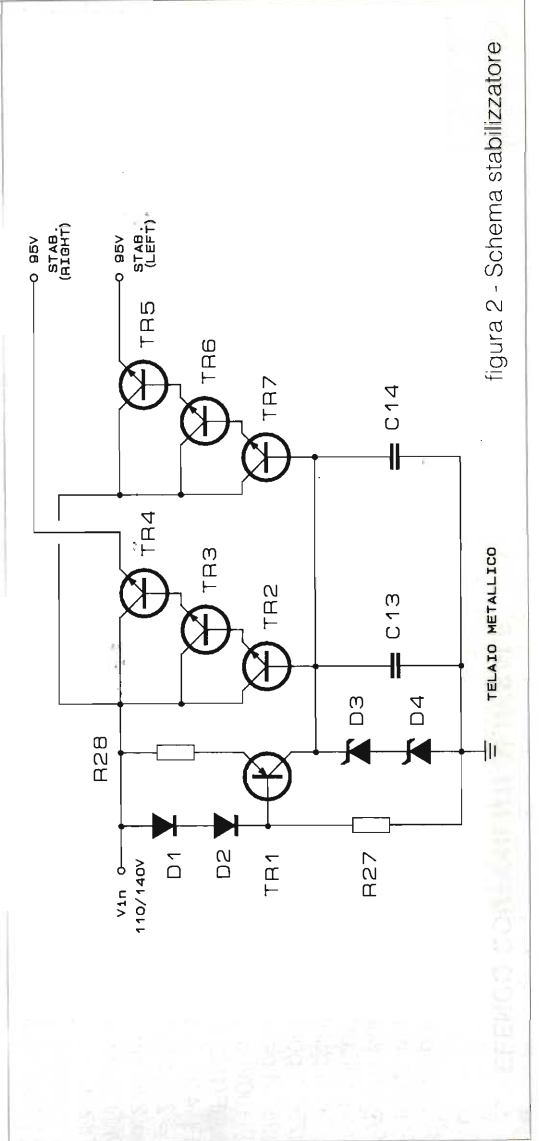 95V
STAB.
(RIGHT)
95V
STAB.
(LEFT)
Vin
110/140V
R28
D1
D2
TR1
R27
TR4
TR3
TR2
TR5
TR6
TR7
D3
D4
C13
C14
TELAIO METALLICO
figura 2 - Schema stabilizzatore